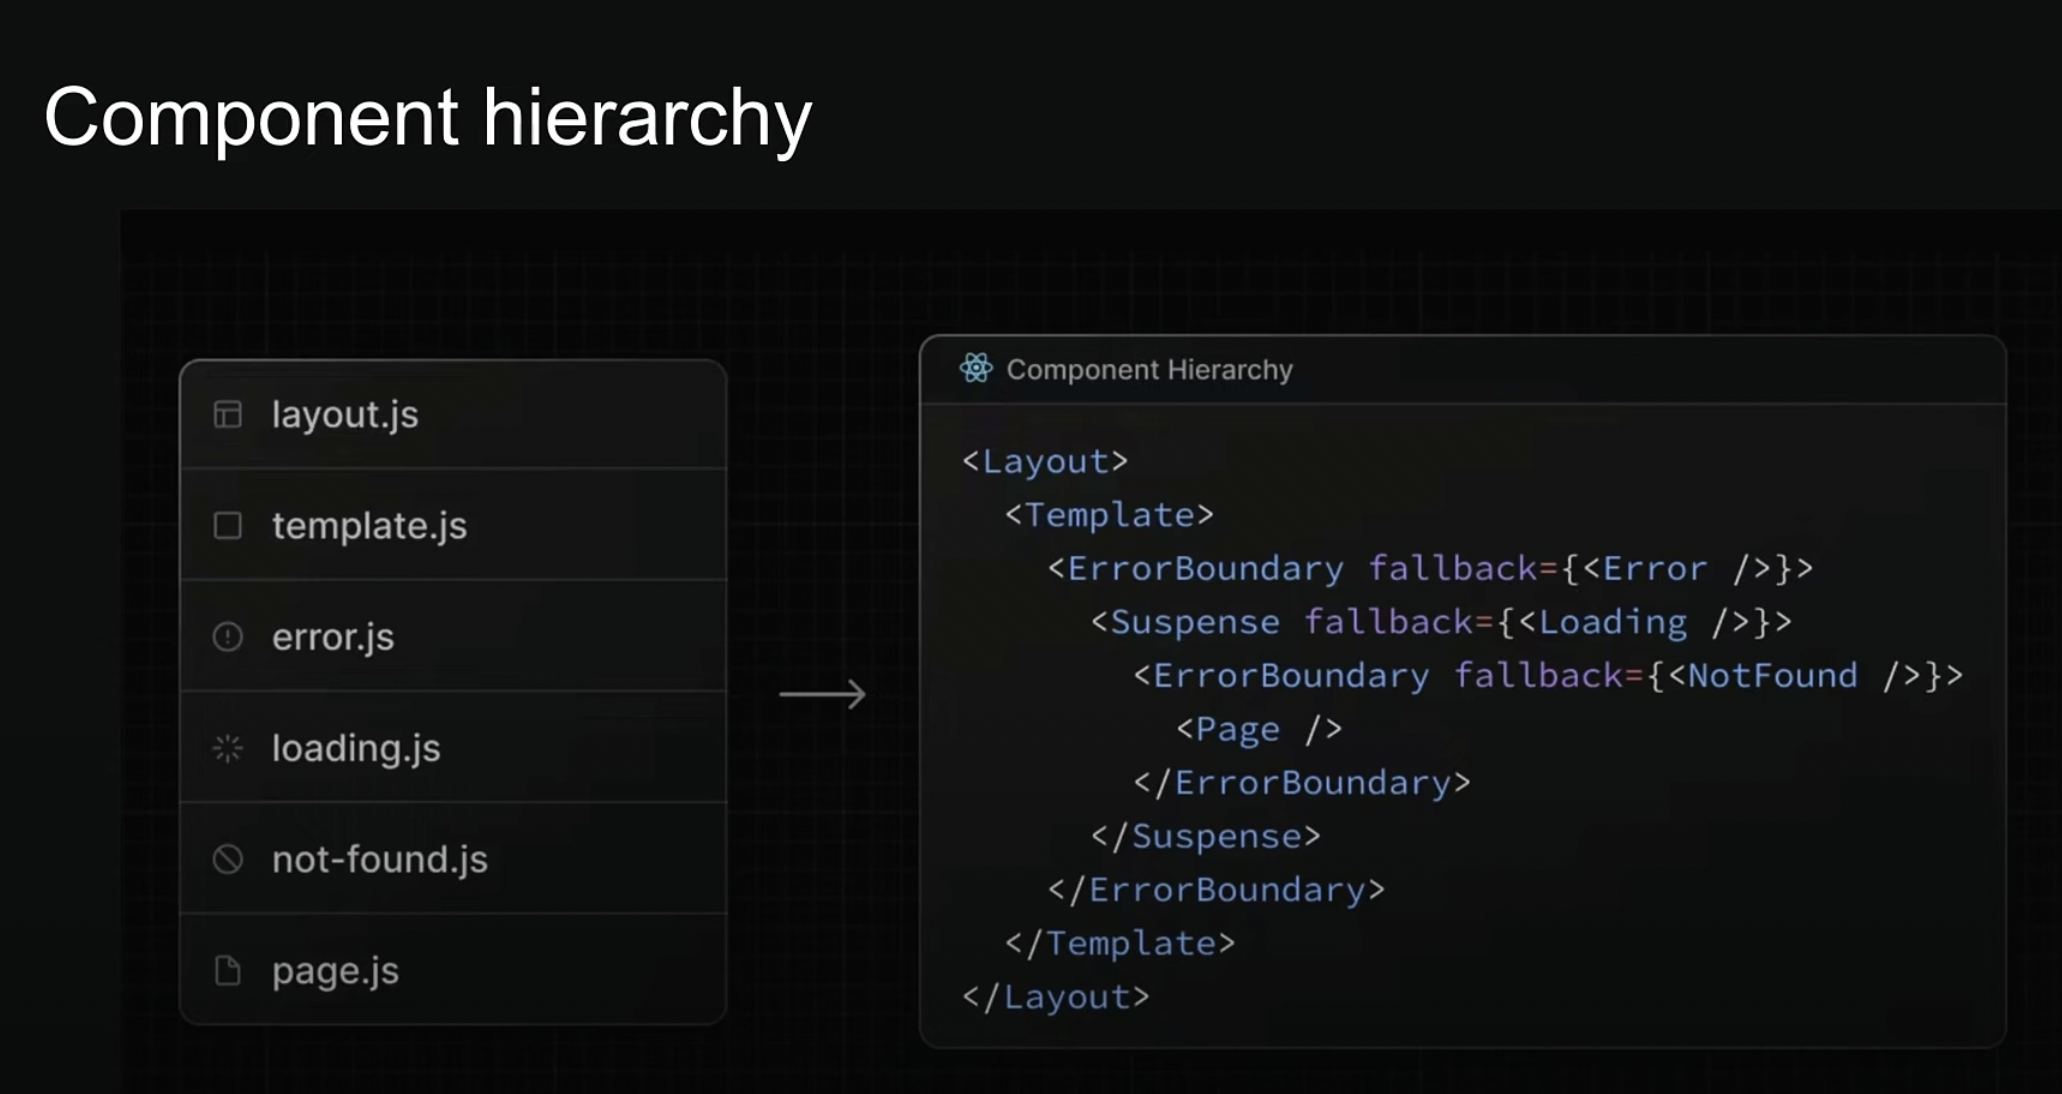 Component hierarchy
layout.js
template.js
error.js
loading.js
not-found.js
page.js
Component Hierarchy
<Layout>
<Template>
<ErrorBoundary fallback={<Error />}>
<Suspense fallback={<Loading />}>
<ErrorBoundary fallback={<NotFound />}>
<Page />
</ErrorBoundary>
</Suspense>
</ErrorBoundary>
</Template>
</Layout>